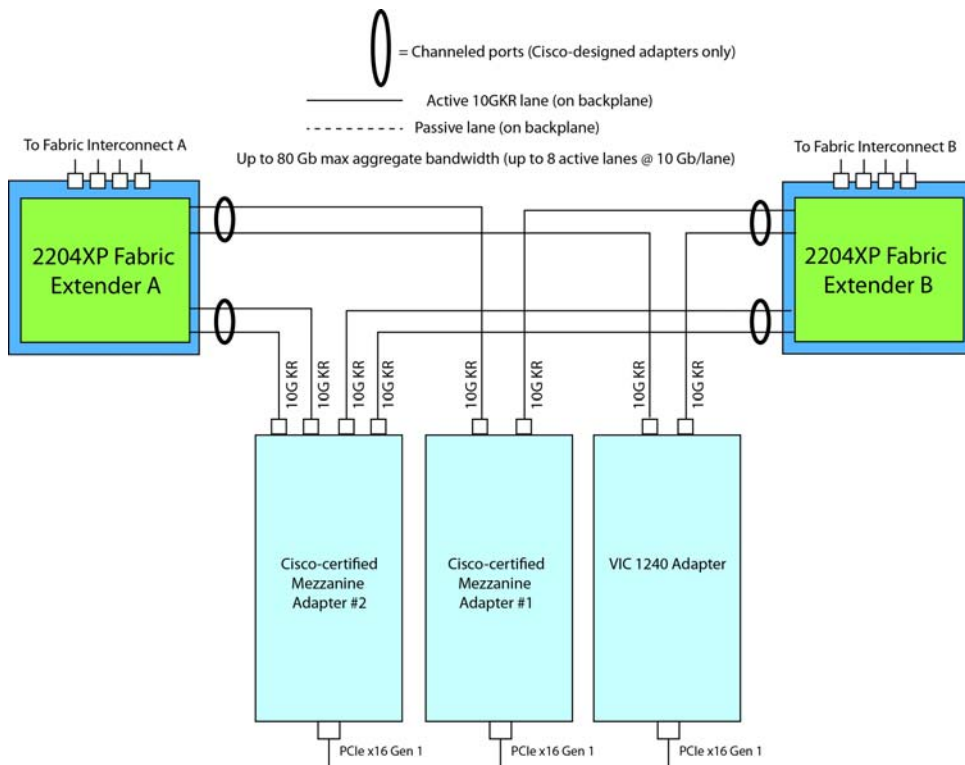 = Channeled ports (Cisco-designed adapters only)
Active 10GKR lane (on backplane)
Passive lane (on backplane)
Up to 80 Gb max aggregate bandwidth (up to 8 active lanes @ 10 Gb/lane)
To Fabric Interconnect A
To Fabric Interconnect B
2204XP Fabric
Extender A
2204XP Fabric
Extender B
10G KR
10G KR
10G KR
10G KR
10G KR
10G KR
10G KR
10G KR
Cisco-certified
Mezzanine
Adapter #2
Cisco-certified
Mezzanine
Adapter #1
VIC 1240 Adapter
PCIe x16 Gen 1
PCIe x16 Gen 1
PCIe x16 Gen 1